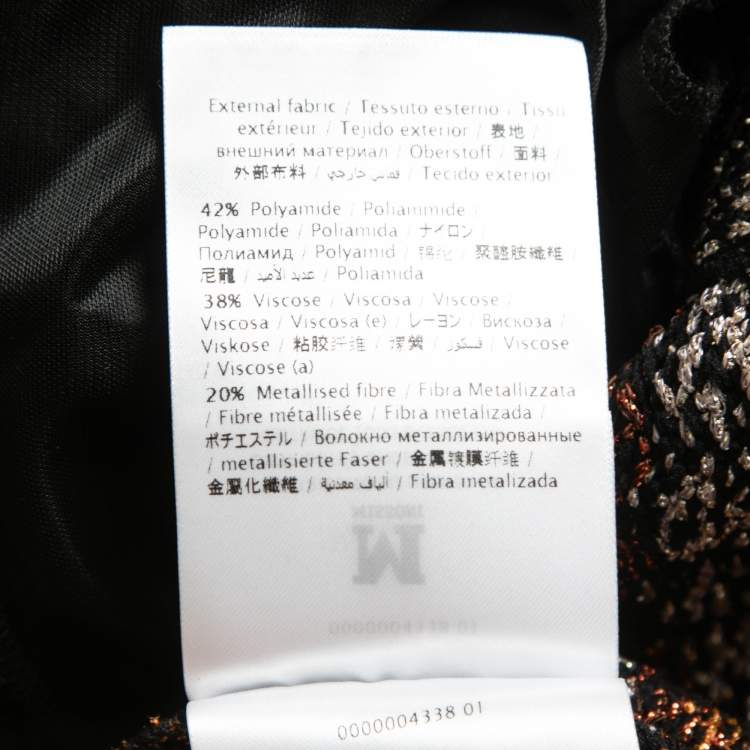 External fabric / Tessuto esterno / Tissu
extérieur / Tejido exterior / 表地 /
внешний материал / Oberstoff / 面料 /
外部布料 / قماش خارجي / Tecido exterior
42% Polyamide / Poliammide /
Polyamide / Poliamida / ナイロン /
Полиамид / Polyamid / 锦纶 / 聚醯胺纖維 /
尼龍 / عديد الأميد / Poliamida
38% Viscose / Viscosa / Viscose /
Viscosa / Viscosa (e) / レーヨン / Вискоза /
Viskose / 粘胶纤维 / 嫘縈 / فسكوز / Viscose
/ Viscose (a)
20% Metallised fibre / Fibra Metallizzata
/ Fibre métallisée / Fibra metalizada /
ポチエステル / Волокно металлизированные
/ metallisierte Faser / 金属镀膜纤维 /
金屬化纖維 / ألياف معدنية / Fibra metalizada
MISSONI
M
0000004338 01
0000004338 01